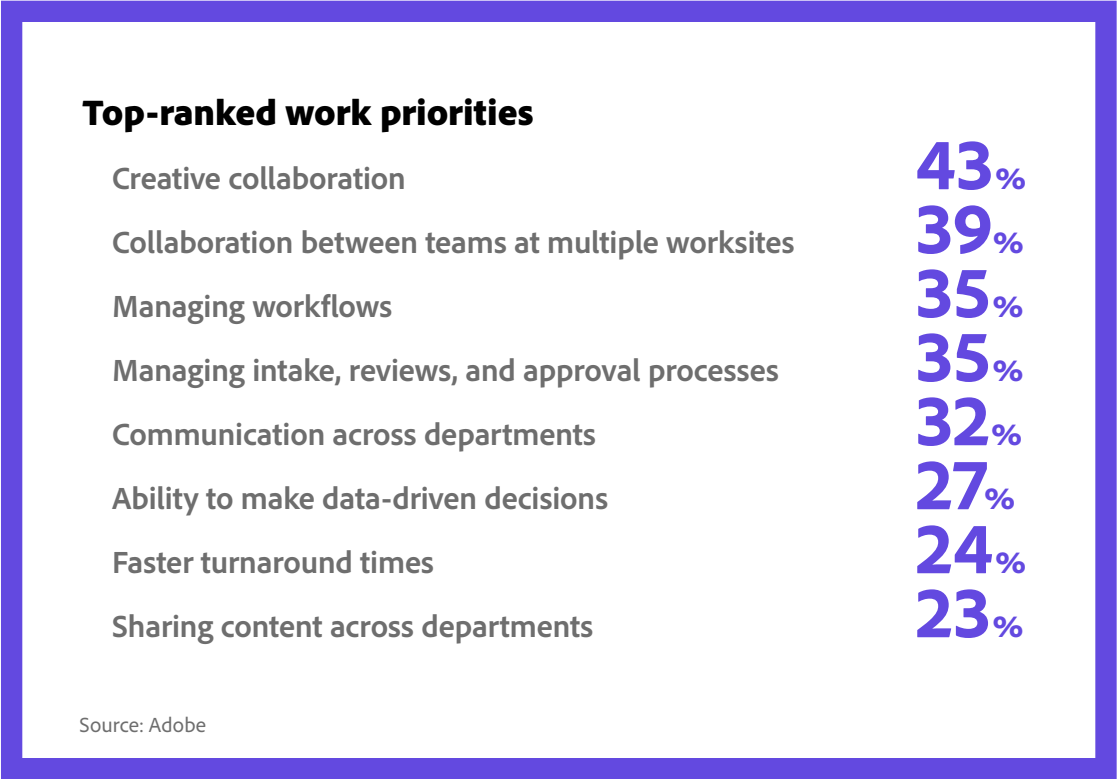 Top-ranked work priorities
Creative collaboration 43%
Collaboration between teams at multiple worksites 39%
Managing workflows 35%
Managing intake, reviews, and approval processes 35%
Communication across departments 32%
Ability to make data-driven decisions 27%
Faster turnaround times 24%
Sharing content across departments 23%
Source: Adobe